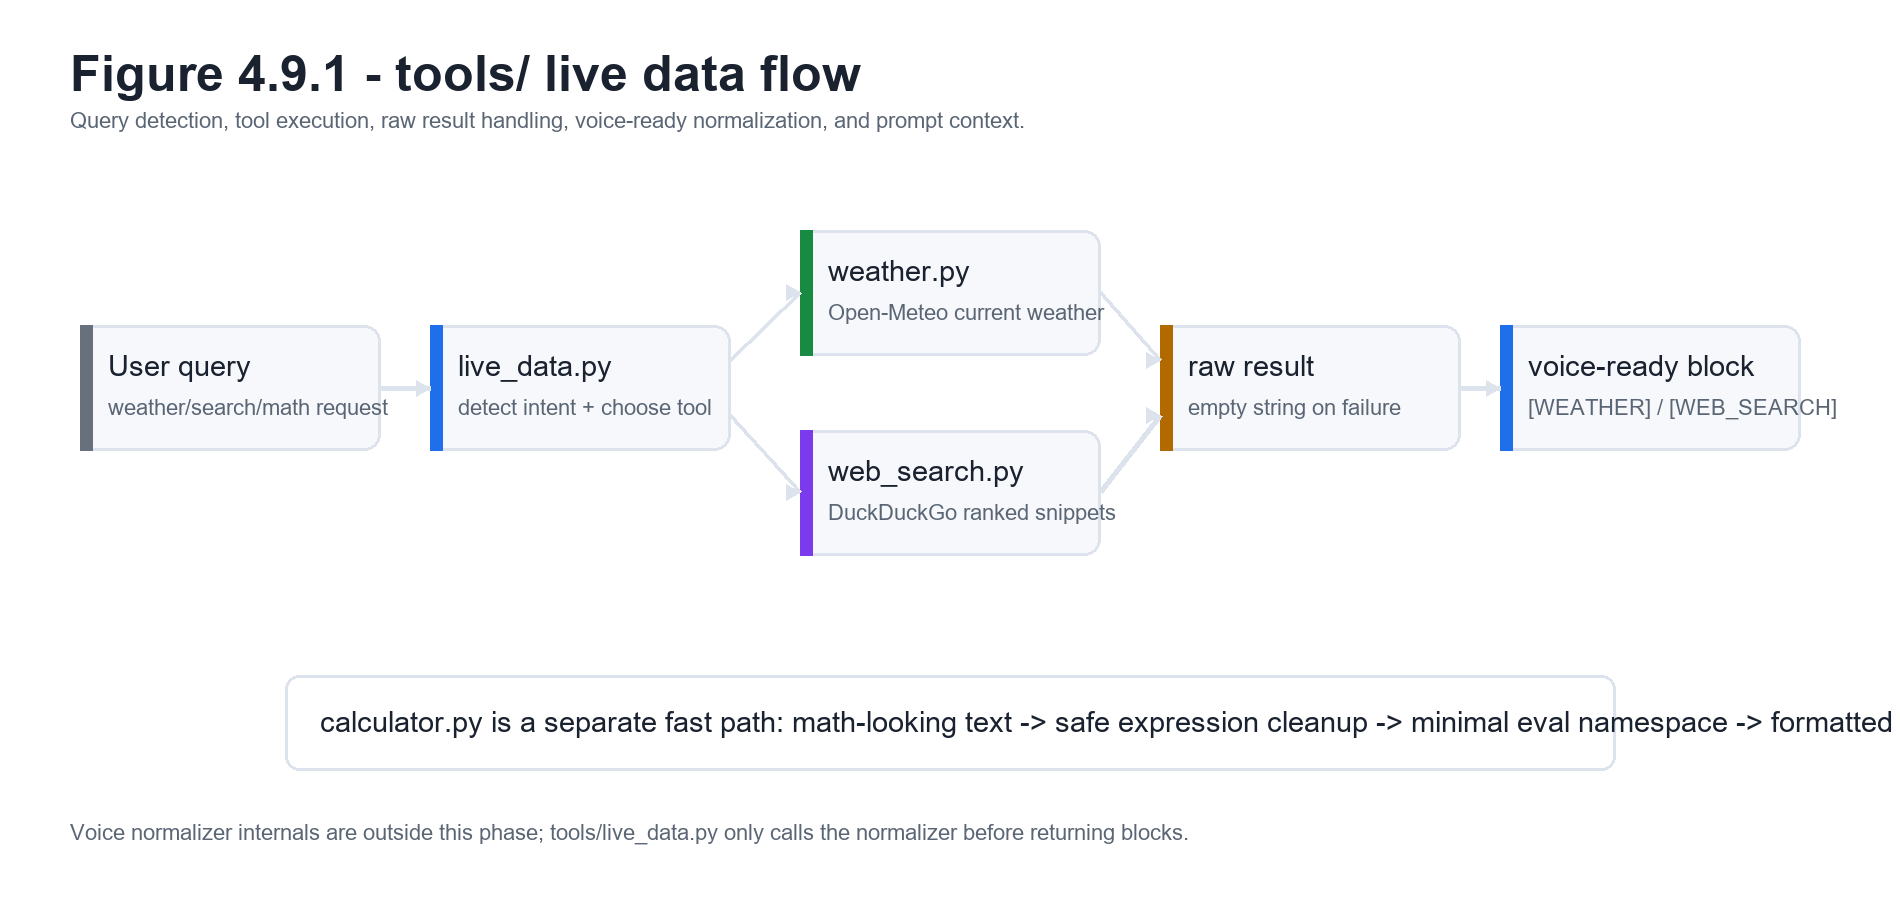 Figure 4.9.1 - tools/ live data flow
Query detection, tool execution, raw result handling, voice-ready normalization, and prompt context.
User query
weather/search/math request
live_data.py
detect intent + choose tool
weather.py
Open-Meteo current weather
web_search.py
DuckDuckGo ranked snippets
raw result
empty string on failure
voice-ready block
[WEATHER] / [WEB_SEARCH]
calculator.py is a separate fast path: math-looking text -> safe expression cleanup -> minimal eval namespace -> formatted
Voice normalizer internals are outside this phase; tools/live_data.py only calls the normalizer before returning blocks.